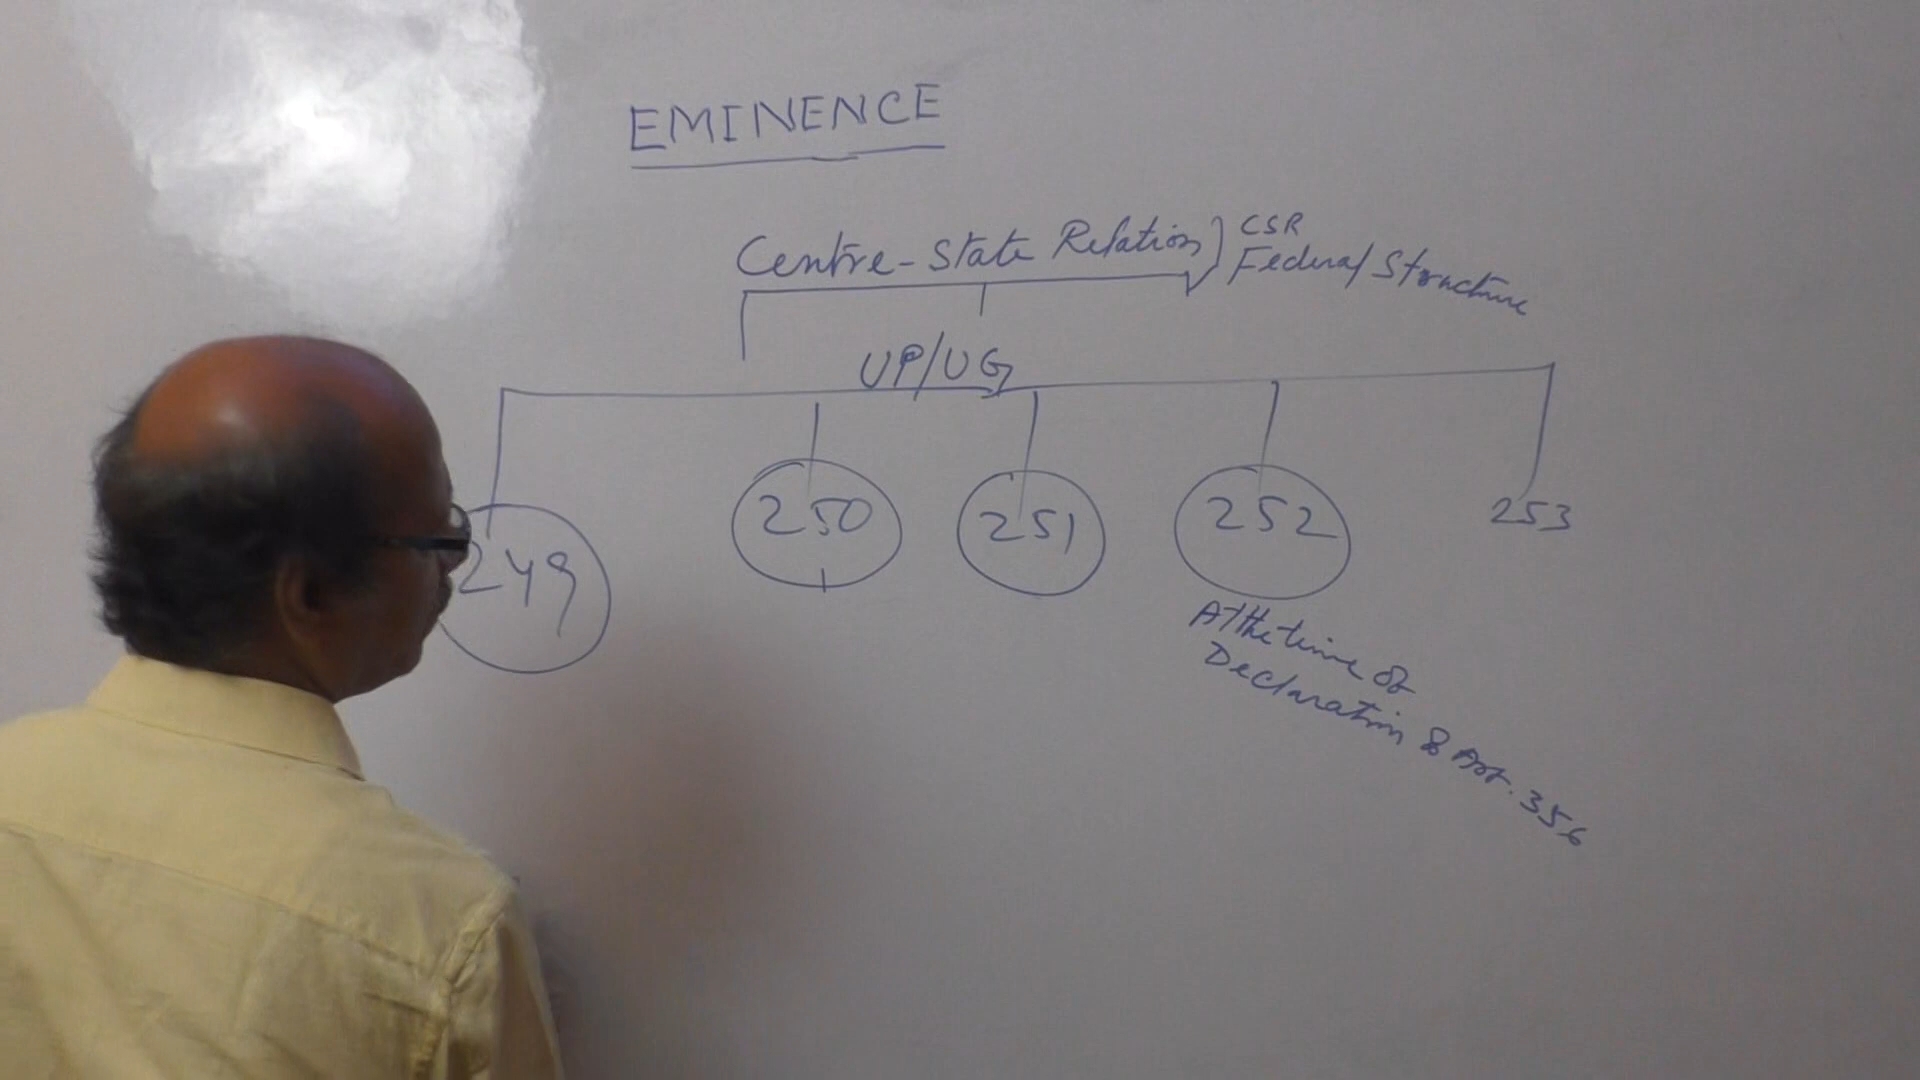 EMINENCE
Centre-State Relation } CSR
Federal Structure
UP/UG
249 250 251 252 253
At the time of
Declaration of Art. 356